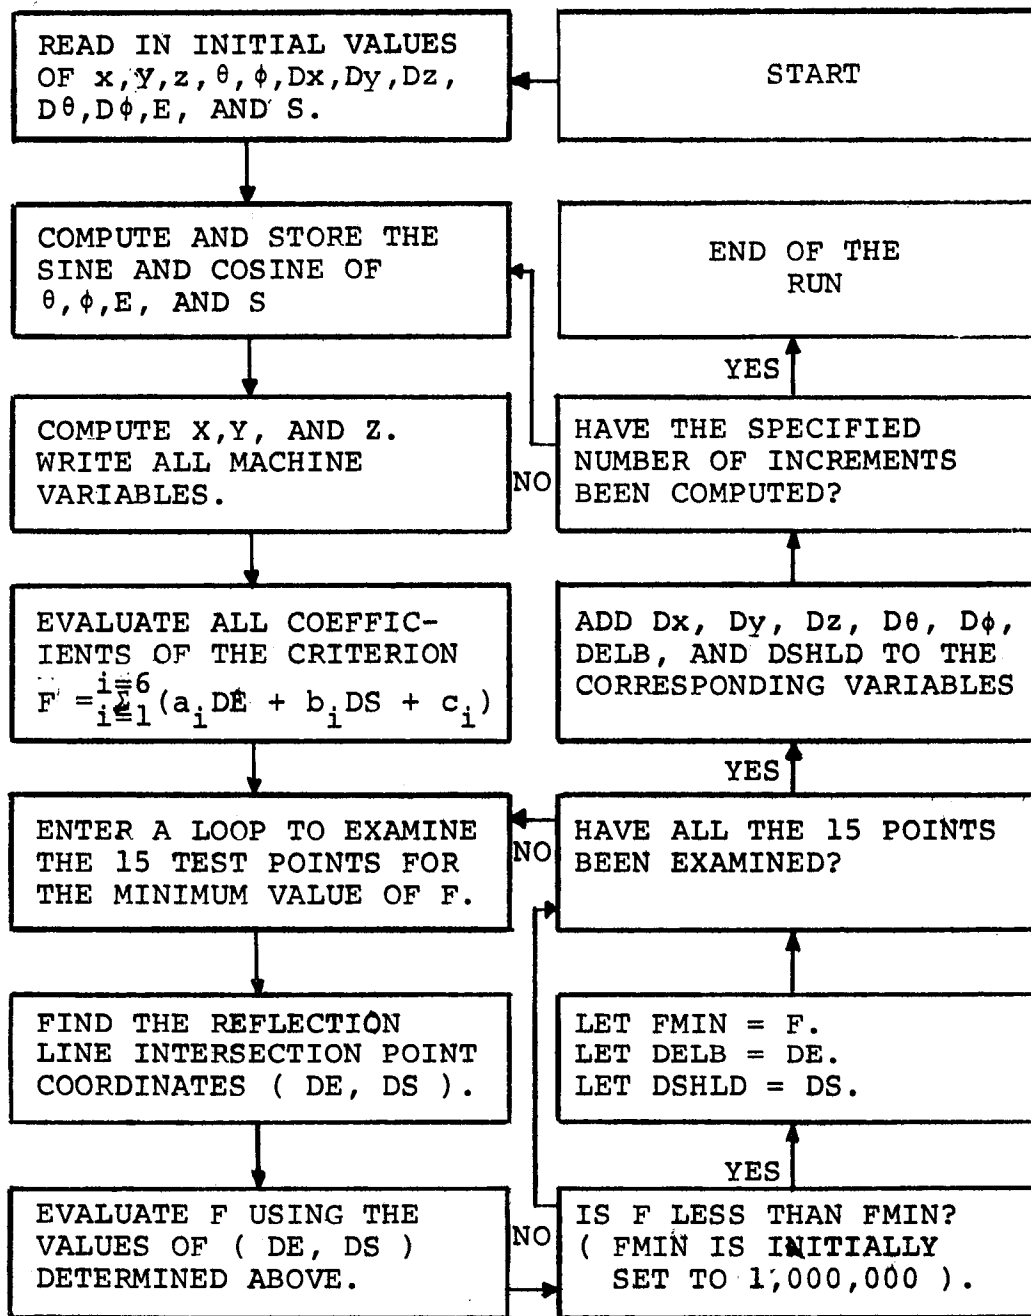 START
READ IN INITIAL VALUES
OF x,y,z,θ,ϕ,Dx,Dy,Dz,
Dθ,Dϕ,E, AND S.
COMPUTE AND STORE THE
SINE AND COSINE OF
θ,ϕ,E, AND S
COMPUTE X,Y, AND Z.
WRITE ALL MACHINE
VARIABLES.
EVALUATE ALL COEFFIC-
IENTS OF THE CRITERION
i=6
F = Σ (a_i DE + b_i DS + c_i)
i=1
ENTER A LOOP TO EXAMINE
THE 15 TEST POINTS FOR
THE MINIMUM VALUE OF F.
FIND THE REFLECTION
LINE INTERSECTION POINT
COORDINATES ( DE, DS ).
EVALUATE F USING THE
VALUES OF ( DE, DS )
DETERMINED ABOVE.
IS F LESS THAN FMIN?
( FMIN IS INITIALLY
SET TO 1,000,000 ).
NO
YES
LET FMIN = F.
LET DELB = DE.
LET DSHLD = DS.
HAVE ALL THE 15 POINTS
BEEN EXAMINED?
NO
YES
ADD Dx, Dy, Dz, Dθ, Dϕ,
DELB, AND DSHLD TO THE
CORRESPONDING VARIABLES
HAVE THE SPECIFIED
NUMBER OF INCREMENTS
BEEN COMPUTED?
NO
YES
END OF THE
RUN